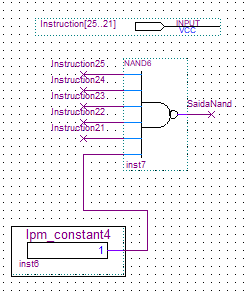 Instruction[25..21]
INPUT
VCC
Instruction25
NAND6
Instruction24
Instruction23
Instruction22
Instruction21
SaidaNand
inst7
lpm_constant4
1
inst6